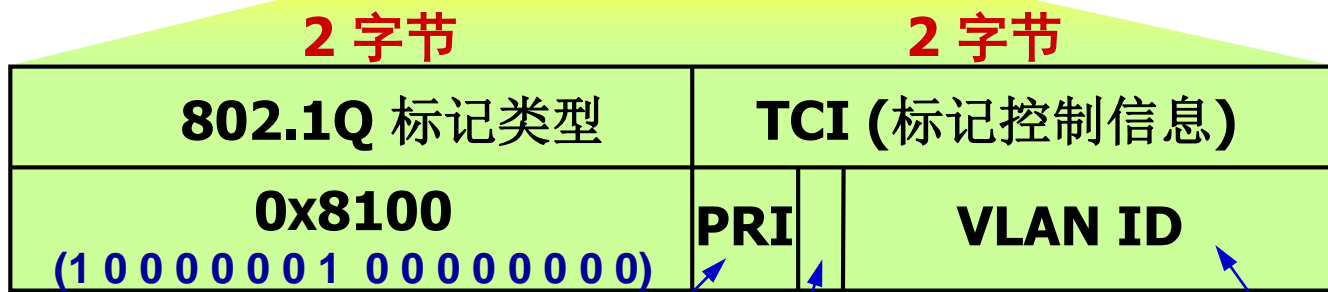 2 字节 2 字节
802.1Q 标记类型 TCI (标记控制信息)
0x8100 PRI VLAN ID
(1 0 0 0 0 0 0 1 0 0 0 0 0 0 0 0)